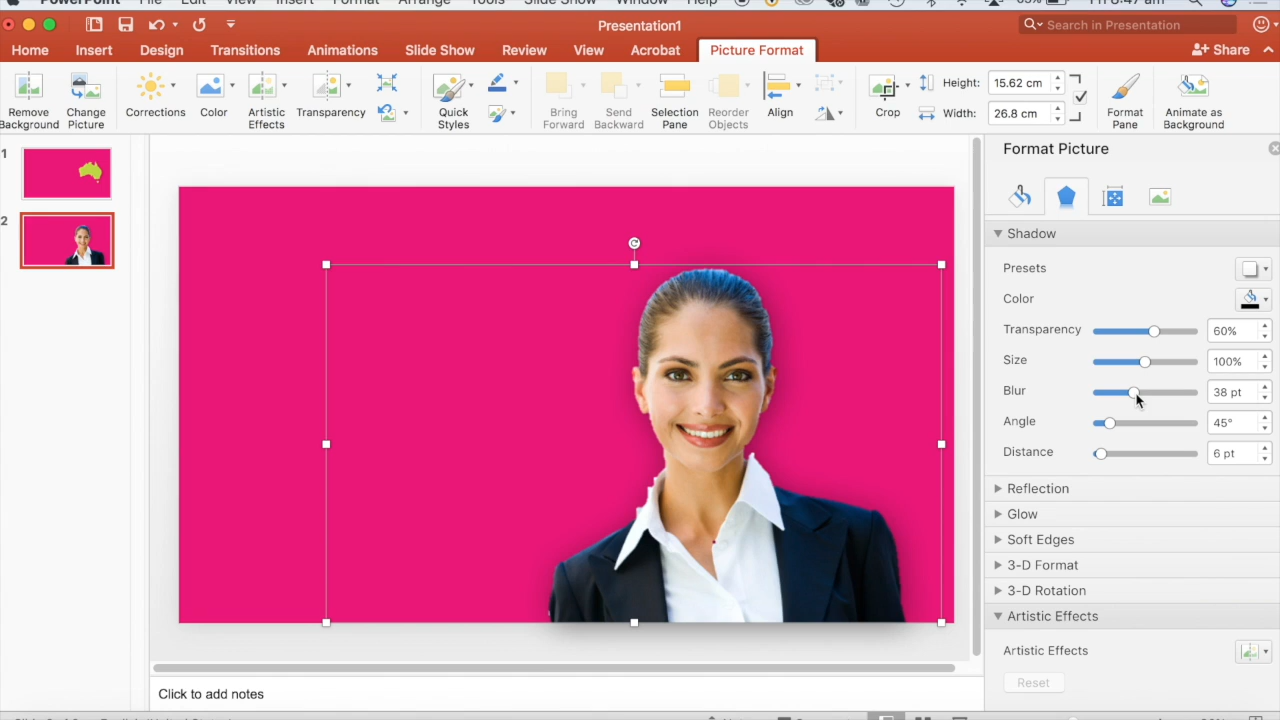 PowerPoint File Edit View Insert Format Arrange Tools Slide Show Window Help Fri 8:47 am
Presentation1
Search in Presentation
Home Insert Design Transitions Animations Slide Show Review View Acrobat Picture Format Share
Remove Background
Change Picture
Corrections
Color
Artistic Effects
Transparency
Quick Styles
Bring Forward
Send Backward
Selection Pane
Reorder Objects
Align
Crop
Height: 15.62 cm
Width: 26.8 cm
Format Pane
Animate as Background
1
2
Format Picture
Shadow
Presets
Color
Transparency 60%
Size 100%
Blur 38 pt
Angle 45°
Distance 6 pt
Reflection
Glow
Soft Edges
3-D Format
3-D Rotation
Artistic Effects
Artistic Effects
Reset
Click to add notes